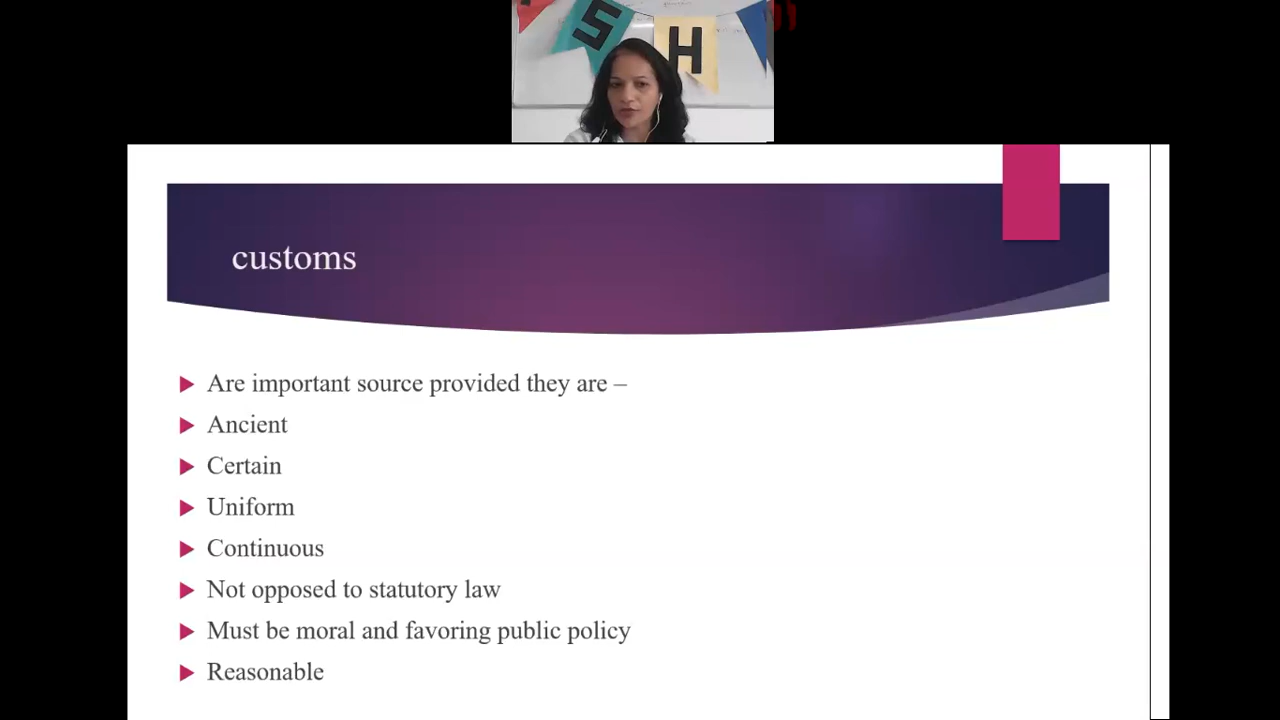 S H
customs
Are important source provided they are –
Ancient
Certain
Uniform
Continuous
Not opposed to statutory law
Must be moral and favoring public policy
Reasonable